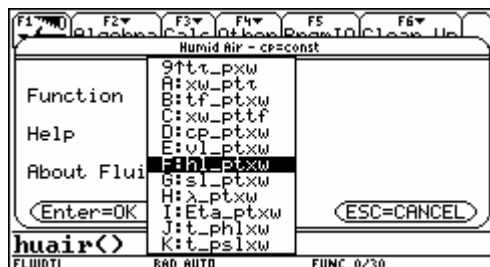 F1 F2▾ F3▾ F4▾ F5 F6▾
Algebra Calc Other PrgmIO Clean Up
Humid Air - cp=const
Function
Help
About Flui
9↑tτ_pxw
A:xw_ptτ
B:tf_ptxw
C:xw_pttf
D:cp_ptxw
E:vl_ptxw
F:hl_ptxw
G:sl_ptxw
H:λ_ptxw
I:Eta_ptxw
J:t_phlxw
K:t_pslxw
Enter=OK
ESC=CANCEL
huair()
FLUIDTI RAD AUTO FUNC 0/30